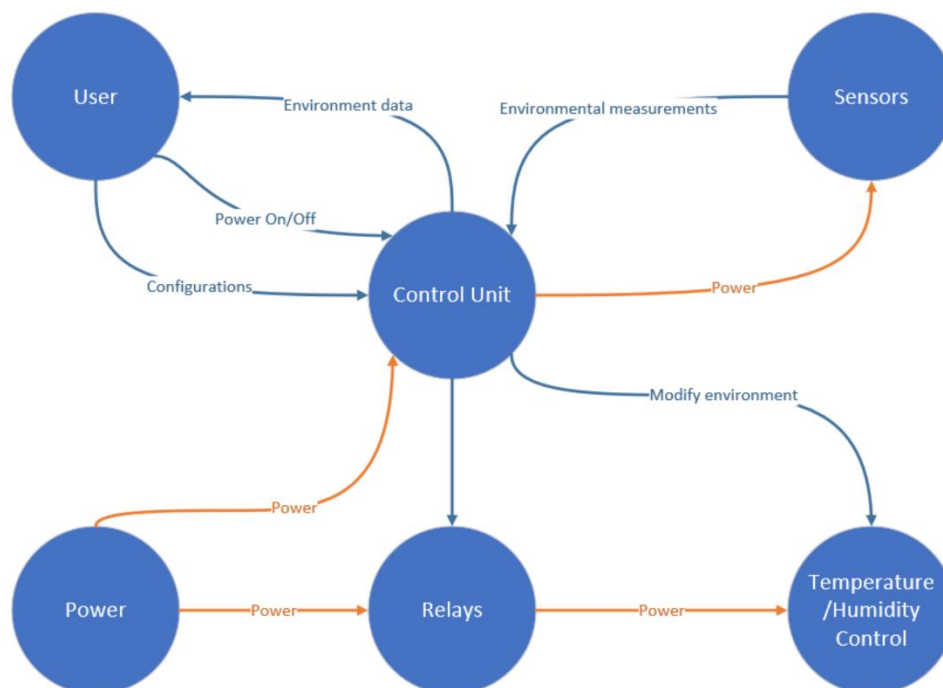 User
Environment data
Environmental measurements
Sensors
Power On/Off
Configurations
Control Unit
Power
Modify environment
Power
Power
Power
Relays
Power
Temperature
/Humidity
Control